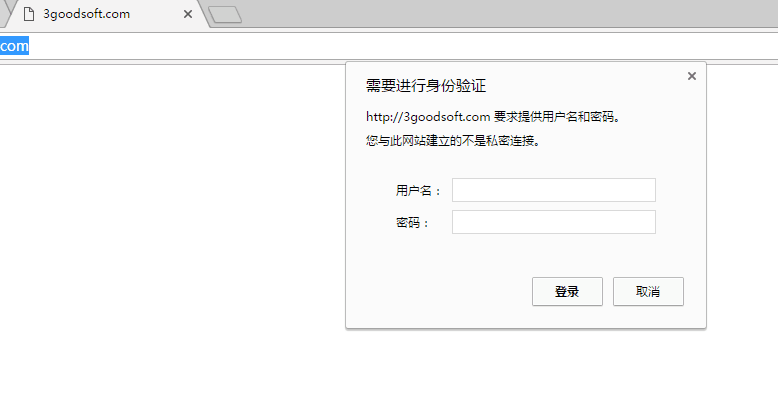 3goodsoft.com
com
需要进行身份验证
http://3goodsoft.com 要求提供用户名和密码。
您与此网站建立的不是私密连接。
用户名：
密码：
登录 取消